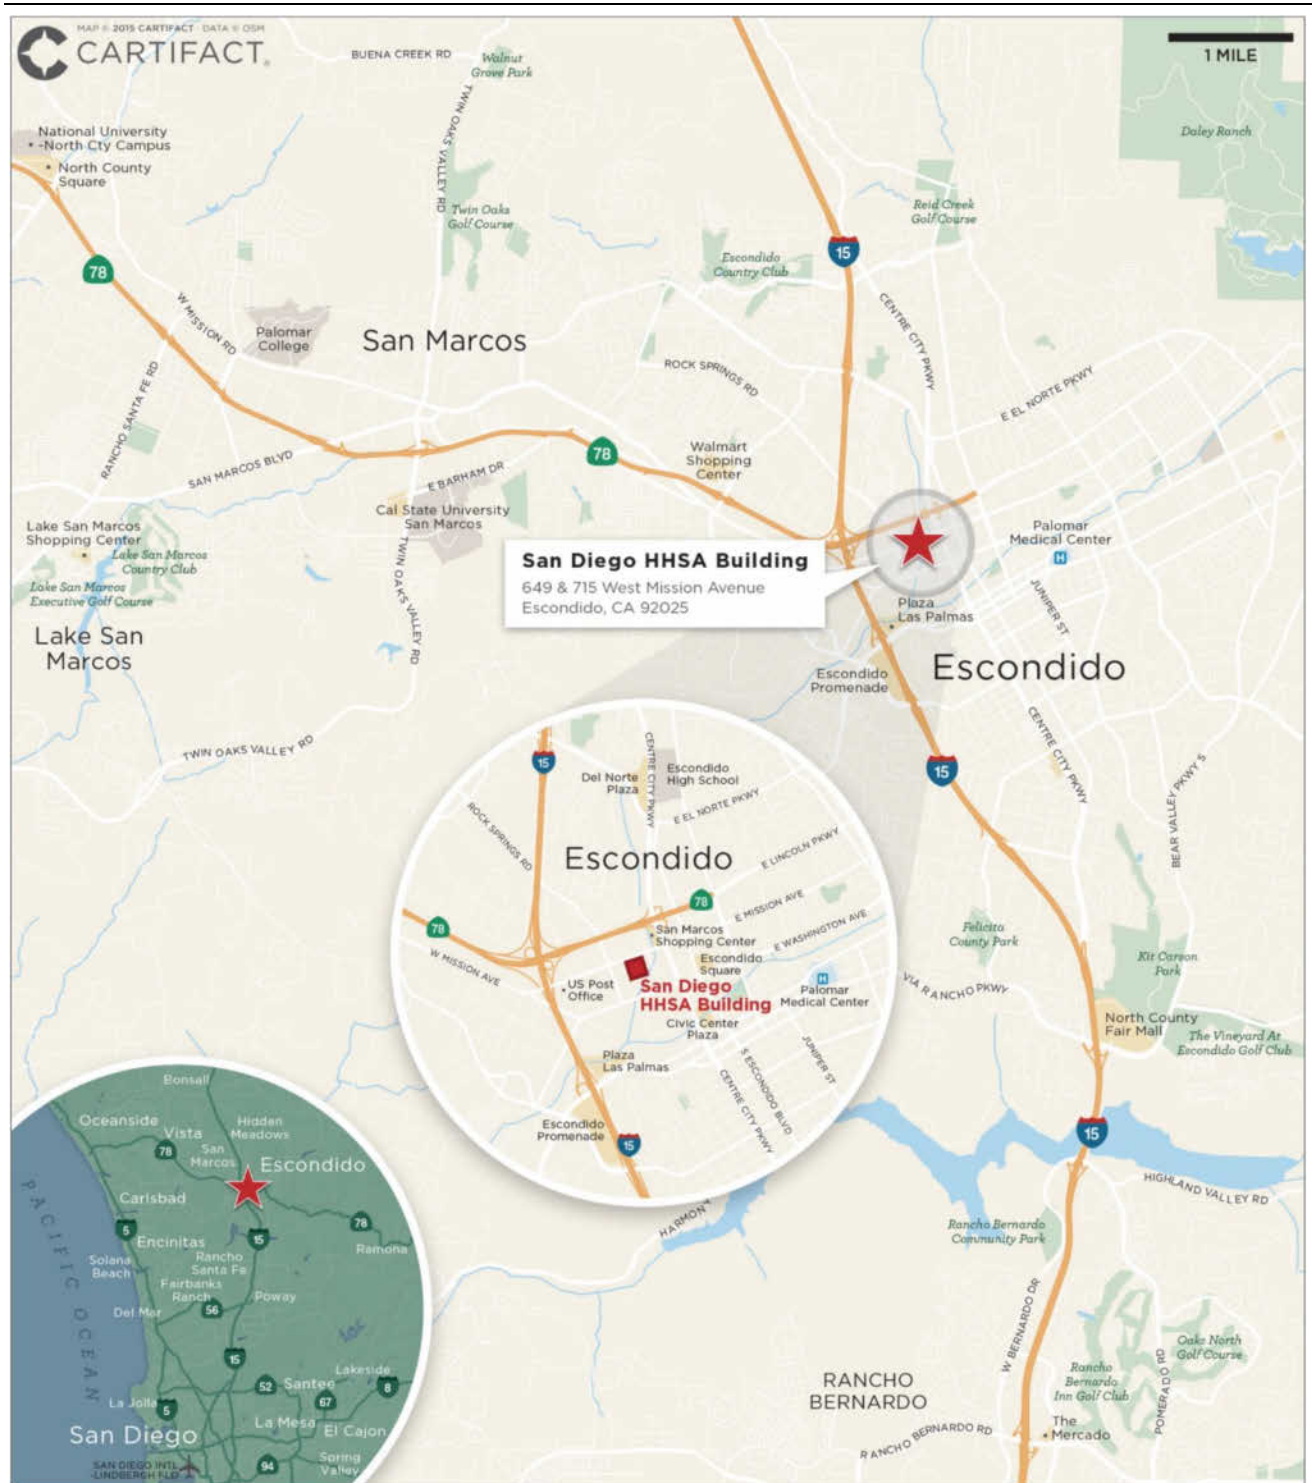 MAP © 2015 CARTIFACT DATA © OSM
CARTIFACT®
1 MILE
BUENA CREEK RD
Walnut
Grove Park
TWIN OAKS VALLEY RD
Daley Ranch
National University
-North Cty Campus
North County
Square
Twin Oaks
Golf Course
Reid Creek
Golf Course
Escondido
Country Club
15
78
W MISSION RD
Palomar
College
San Marcos
CENTRE CITY PKWY
ROCK SPRINGS RD
E EL NORTE PKWY
RANCHO SANTA FE RD
SAN MARCOS BLVD
78
Walmart
Shopping
Center
E BARHAM DR
Cal State University
San Marcos
Lake San Marcos
Shopping Center
Lake San Marcos
Country Club
Lake San Marcos
Executive Golf Course
Lake San
Marcos
TWIN OAKS VALLEY RD
San Diego HHSA Building
649 & 715 West Mission Avenue
Escondido, CA 92025
Palomar
Medical Center
H
JUNIPER ST
Plaza
Las Palmas
Escondido
Promenade
Escondido
TWIN OAKS VALLEY RD
CENTRE CITY PKWY
15
BEAR VALLEY PKWY S
15
CENTRE CITY PKWY
Del Norte
Plaza
Escondido
High School
ROCK SPRINGS RD
E EL NORTE PKWY
Escondido
E LINCOLN PKWY
78
78
E MISSION AVE
San Marcos
Shopping Center
E WASHINGTON AVE
W MISSION AVE
Escondido
Square
US Post
Office
San Diego
HHSA Building
H
Palomar
Medical Center
Civic Center
Plaza
Plaza
Las Palmas
JUNIPER ST
S ESCONDIDO BLVD
CENTRE CITY PKWY
Escondido
Promenade
15
Felicita
County Park
Kit Carson
Park
VIA RANCHO PKWY
North County
Fair Mall
The Vineyard At
Escondido Golf Club
15
HIGHLAND VALLEY RD
HARMONY
Rancho Bernardo
Community Park
W BERNARDO DR
Oaks North
Golf Course
Rancho
Bernardo
Inn Golf Club
POMERADO RD
RANCHO
BERNARDO
RANCHO BERNARDO RD
The
Mercado
Bonsall
Oceanside
Vista
Hidden
Meadows
78
San
Marcos
Escondido
Carlsbad
5
78
Encinitas
15
Ramona
Solana
Beach
Rancho
Santa Fe
Fairbanks
Ranch
Poway
Del Mar
56
PACIFIC OCEAN
15
Lakeside
52
Santee
8
67
La Jolla
5
La Mesa
El Cajon
San Diego
SAN DIEGO INTL
-LINDBERGH FLD
94
Spring
Valley